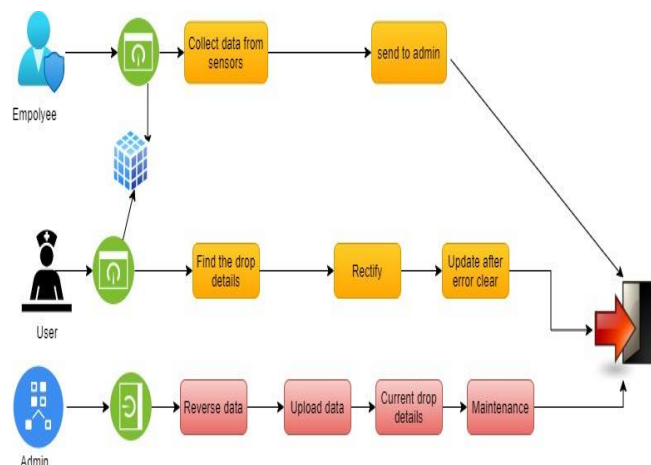 Collect data from
sensors
send to admin
Empolyee
Find the drop
details
Rectify
Update after
error clear
User
Reverse data
Upload data
Current drop
details
Maintenance
Admin